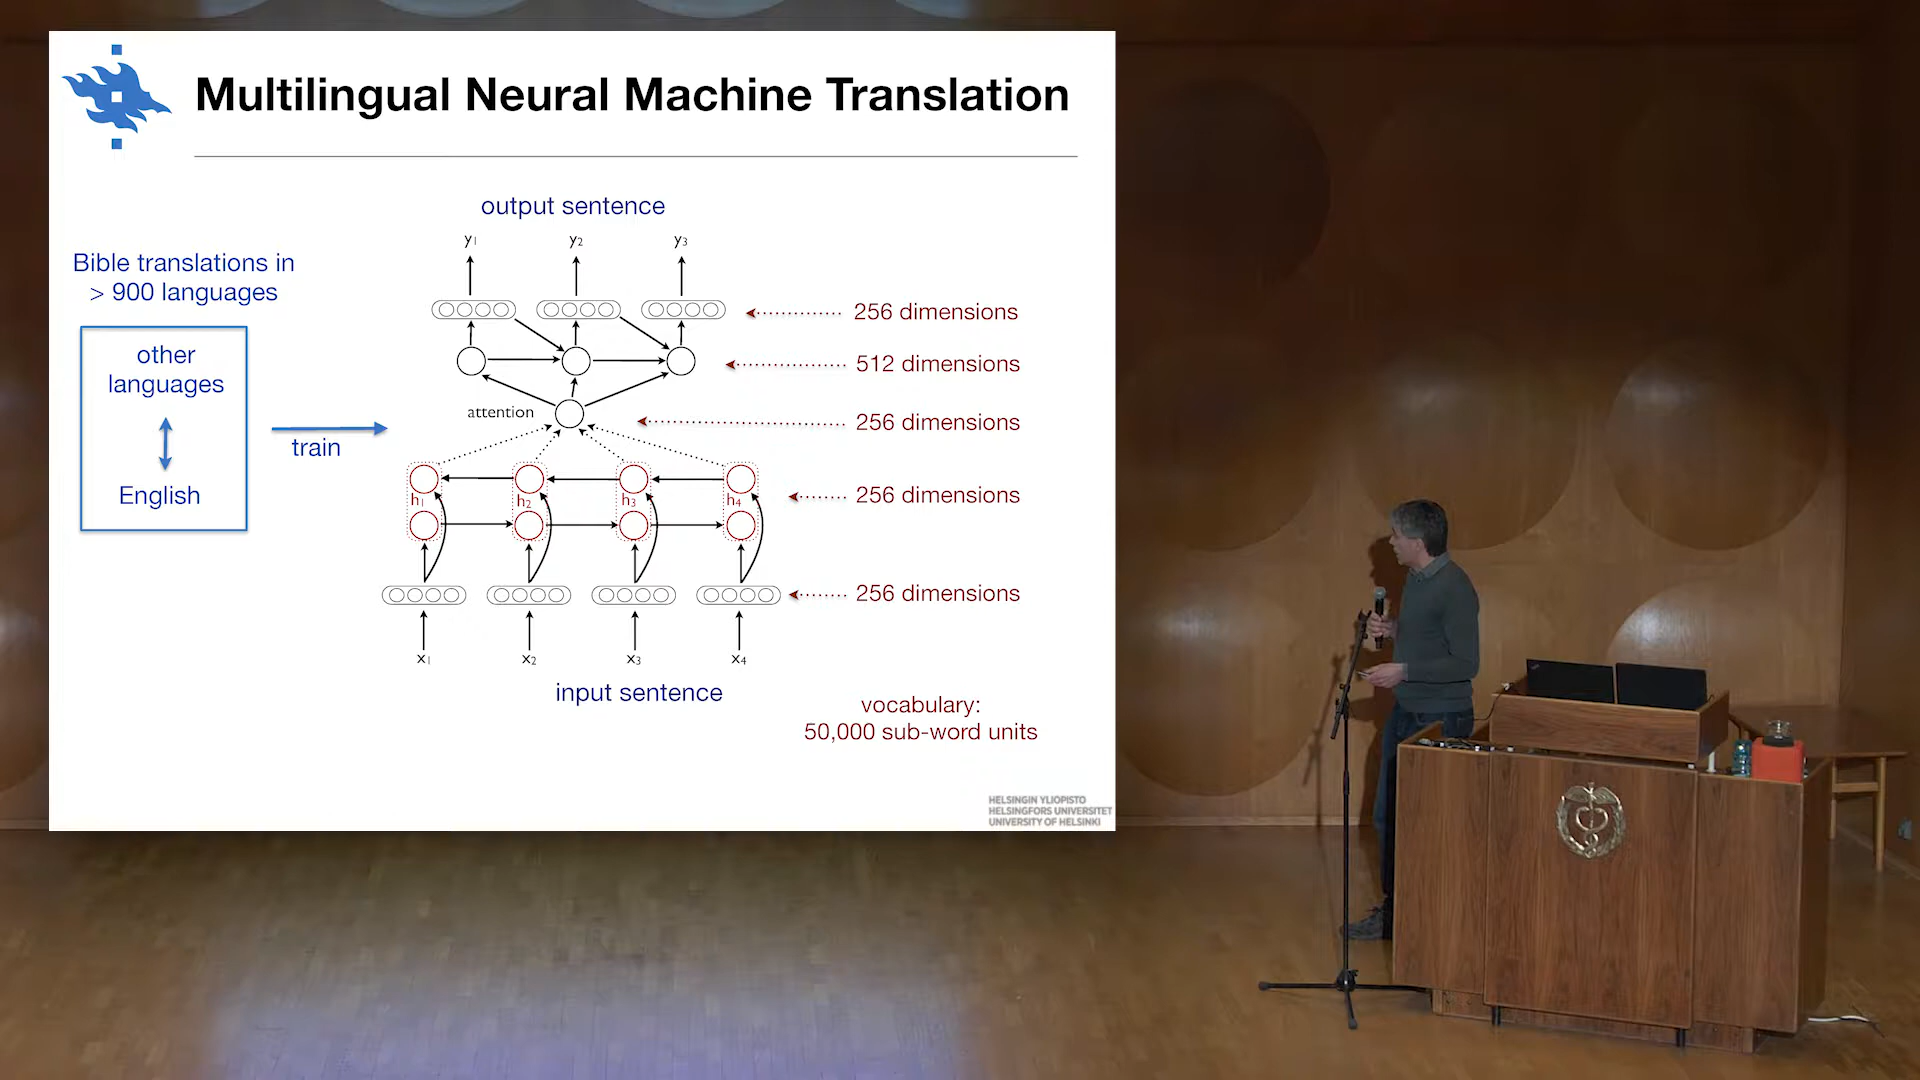 Multilingual Neural Machine Translation
output sentence
y1 y2 y3
Bible translations in
> 900 languages
256 dimensions
other
languages
512 dimensions
attention
256 dimensions
train
English
h1 h2 h3 h4
256 dimensions
256 dimensions
x1 x2 x3 x4
input sentence
vocabulary:
50,000 sub-word units
HELSINGIN YLIOPISTO
HELSINGFORS UNIVERSITET
UNIVERSITY OF HELSINKI